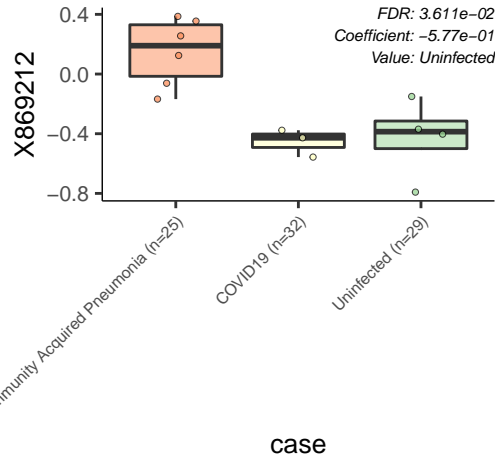 FDR: 3.611e−02
Coefficient: −5.77e−01
Value: Uninfected
0.4
0.0
−0.4
−0.8
X869212
Acquired Pneumonia (n=25)
COVID19 (n=32)
Uninfected (n=29)
case